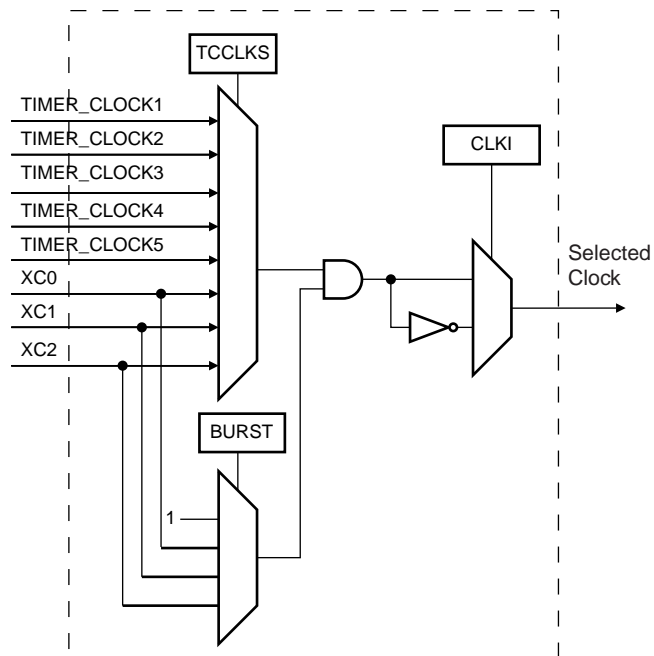 TCCLKS
TIMER_CLOCK1
TIMER_CLOCK2
CLKI
TIMER_CLOCK3
TIMER_CLOCK4
TIMER_CLOCK5
Selected
Clock
XC0
XC1
XC2
BURST
1